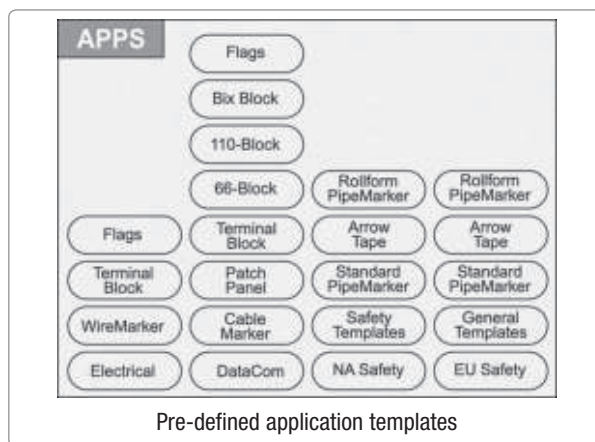 APPS
Flags
Bix Block
110-Block
66-Block
Rollform
PipeMarker
Rollform
PipeMarker
Flags
Terminal
Block
Arrow
Tape
Arrow
Tape
Terminal
Block
Patch
Panel
Standard
PipeMarker
Standard
PipeMarker
WireMarker
Cable
Marker
Safety
Templates
General
Templates
Electrical
DataCom
NA Safety
EU Safety
Pre-defined application templates